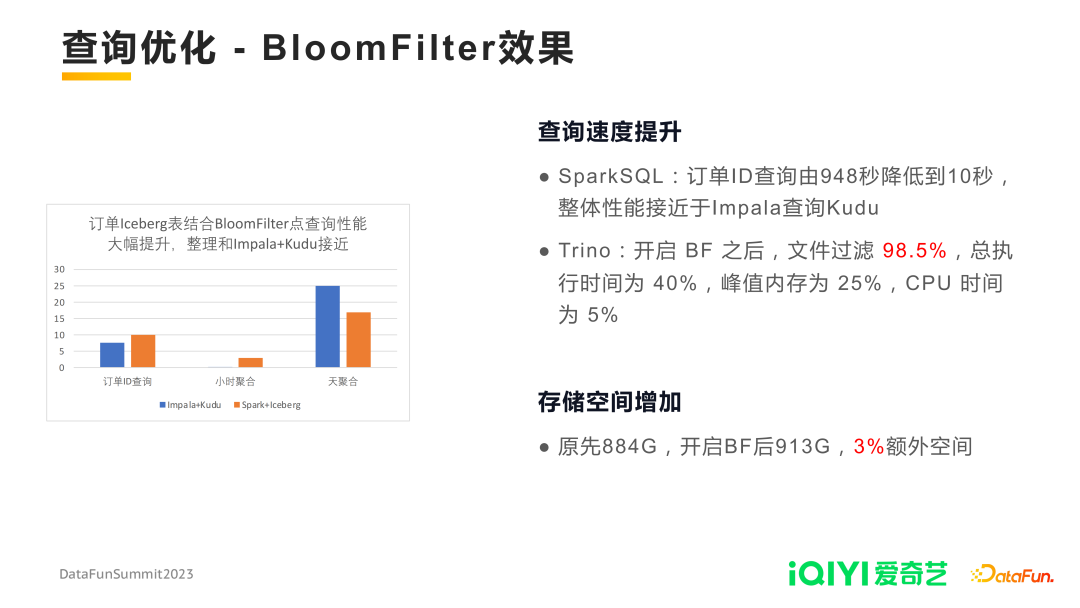 查询优化 - BloomFilter效果
查询速度提升
● SparkSQL：订单ID查询由948秒降低到10秒，
整体性能接近于Impala查询Kudu
● Trino：开启 BF 之后，文件过滤 98.5%，总执
行时间为 40%，峰值内存为 25%，CPU 时间
为 5%
存储空间增加
● 原先884G，开启BF后913G，3%额外空间
订单Iceberg表结合BloomFilter点查询性能
大幅提升，整理和Impala+Kudu接近
30
25
20
15
10
5
0
订单ID查询 小时聚合 天聚合
Impala+Kudu Spark+Iceberg
DataFunSummit2023
iQIYI 爱奇艺 DataFun.